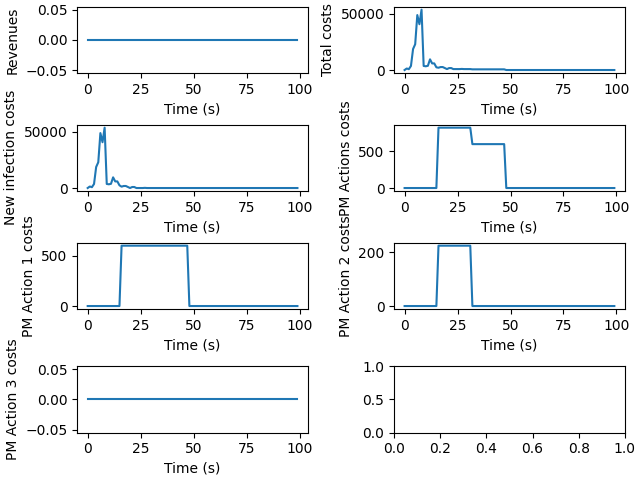 Revenues
0.05
0.00
−0.05
0 25 50 75 100
Time (s)
Total costs
50000
0
0 25 50 75 100
Time (s)
New infection costs
50000
0
0 25 50 75 100
Time (s)
PM Actions costs
500
0
0 25 50 75 100
Time (s)
PM Action 1 costs
500
0
0 25 50 75 100
Time (s)
PM Action 2 costs
200
0
0 25 50 75 100
Time (s)
PM Action 3 costs
0.05
0.00
−0.05
0 25 50 75 100
Time (s)
1.0
0.5
0.0
0.0 0.2 0.4 0.6 0.8 1.0